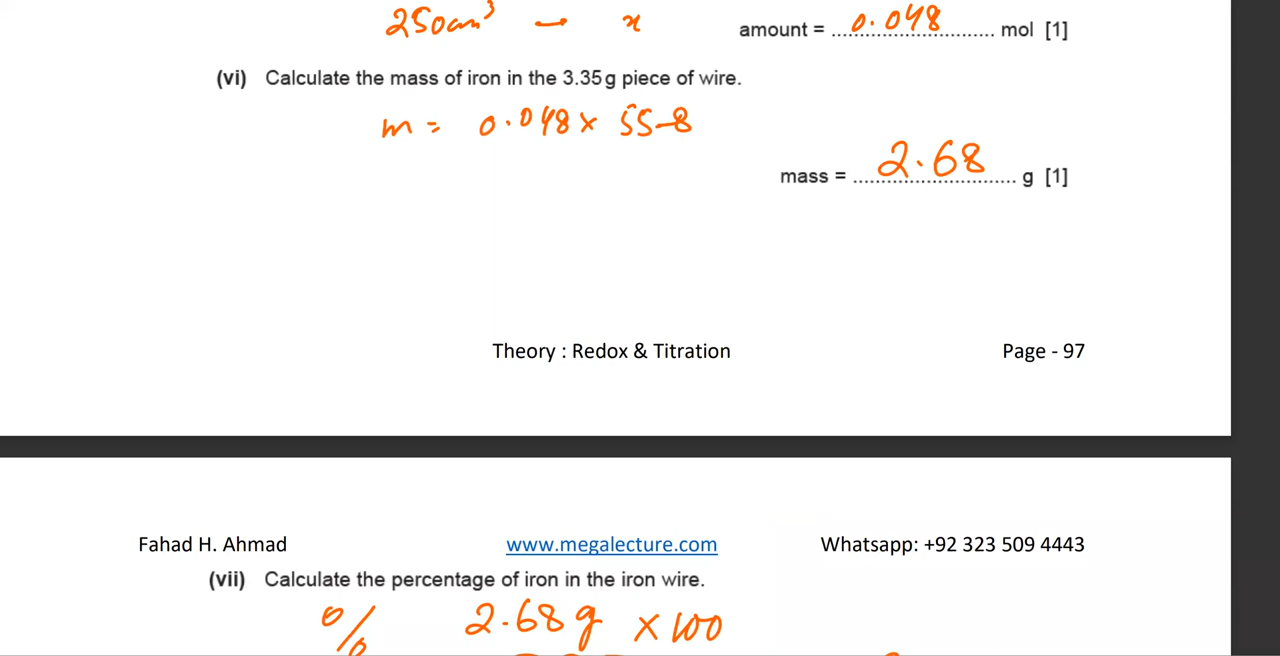 250cm³ — x amount = 0.048 mol [1]
(vi) Calculate the mass of iron in the 3.35 g piece of wire.
m = 0.048 × 55.8
mass = 2.68 g [1]
Theory : Redox & Titration Page - 97
Fahad H. Ahmad www.megalecture.com Whatsapp: +92 323 509 4443
(vii) Calculate the percentage of iron in the iron wire.
% 2.68g × 100